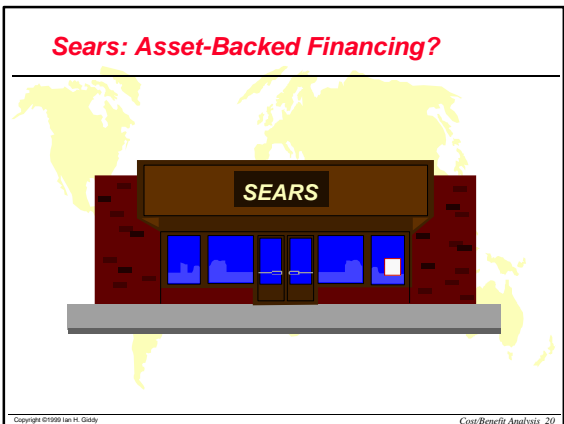 Sears: Asset-Backed Financing?
SEARS
Copyright ©1999 Ian H. Giddy
Cost/Benefit Analysis 20